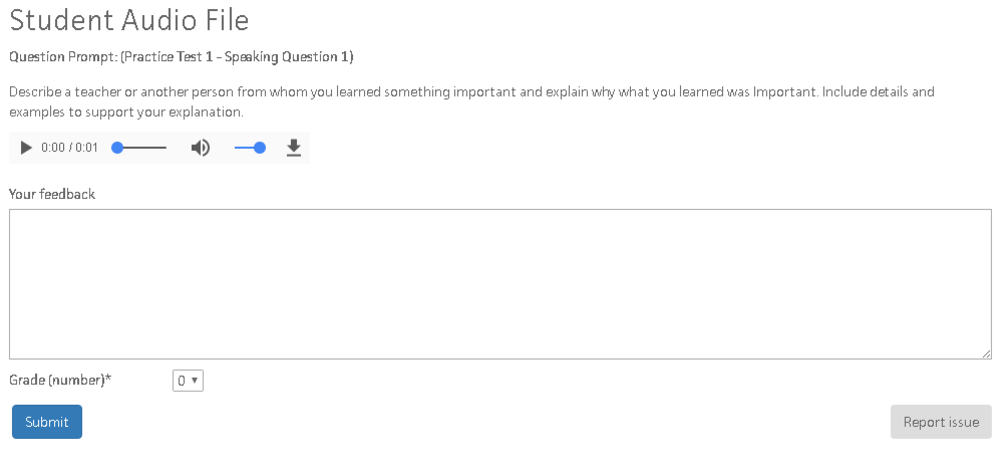 Student Audio File
Question Prompt: (Practice Test 1 - Speaking Question 1)
Describe a teacher or another person from whom you learned something important and explain why what you learned was Important. Include details and
examples to support your explanation.
0:00 / 0:01
Your feedback
Grade (number)* 0
Submit Report issue